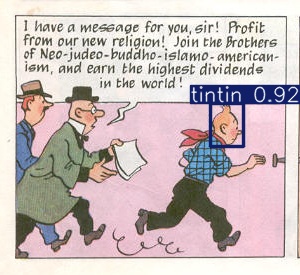 I have a message for you, sir! Profit
from our new religion! Join the Brothers
of Neo-judeo-buddho-islamo-american-
ism, and earn the highest dividends
in the world!
tintin 0.92